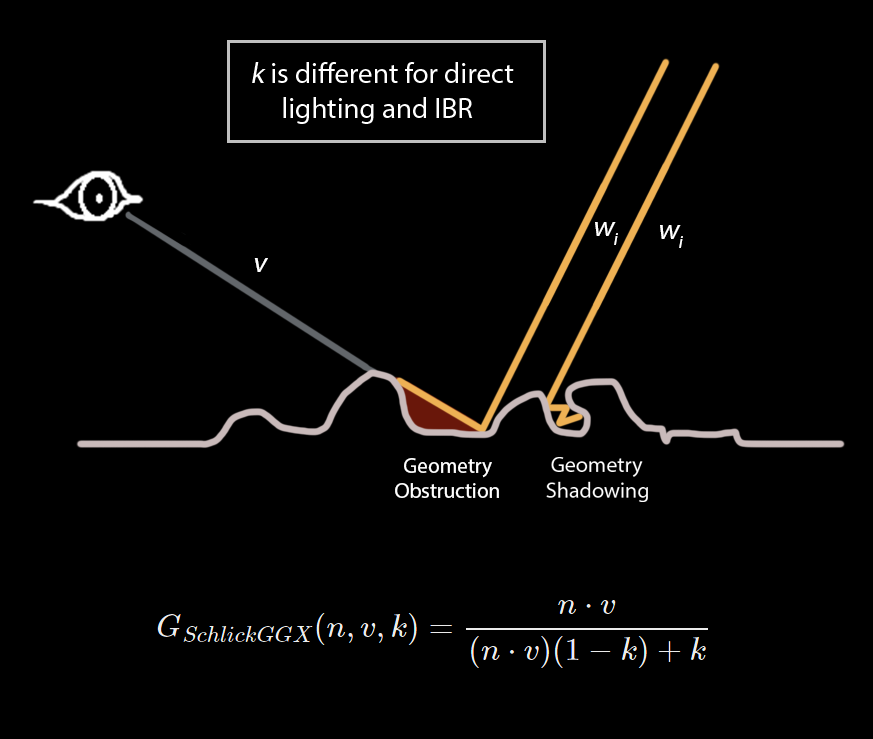 k is different for direct
lighting and IBR
v
w_i
w_i
Geometry
Obstruction
Geometry
Shadowing
G_{SchlickGGX}(n, v, k) = \frac{n \cdot v}{(n \cdot v)(1 - k) + k}